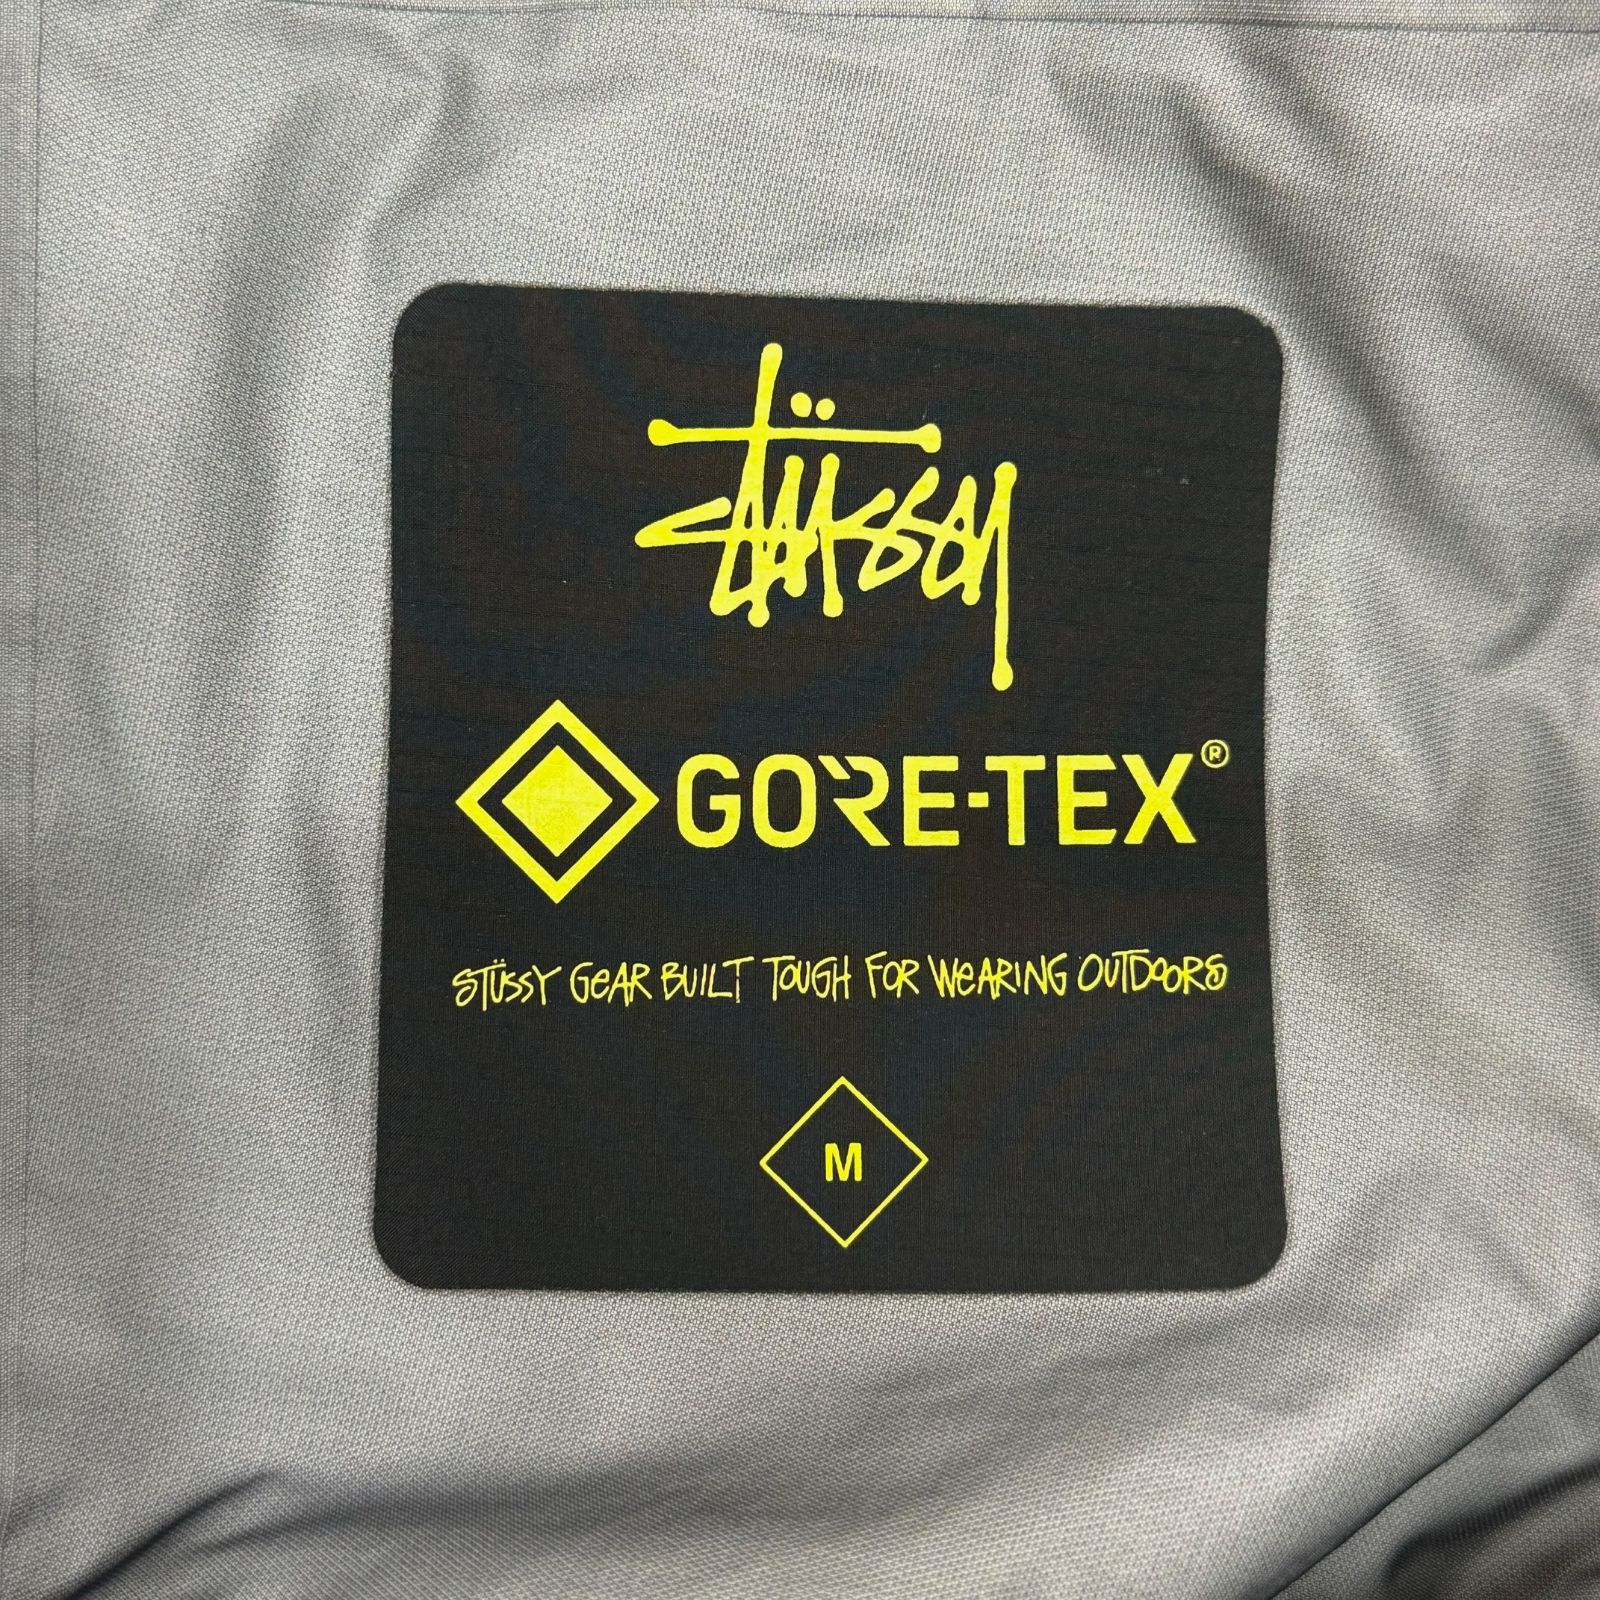 Stüssy
GORE-TEX®
STÜSSY GEAR BUILT TOUGH FOR WEARING OUTDOORS
M